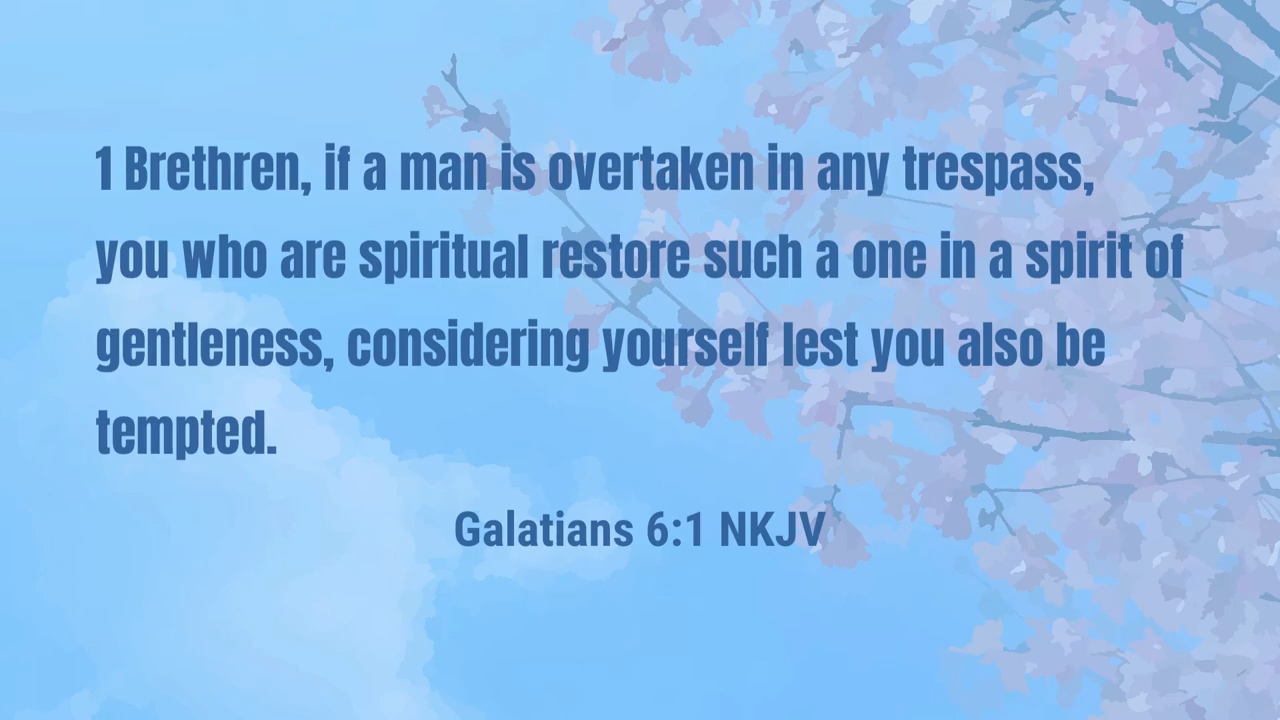 1 Brethren, if a man is overtaken in any trespass,
you who are spiritual restore such a one in a spirit of
gentleness, considering yourself lest you also be
tempted.
Galatians 6:1 NKJV